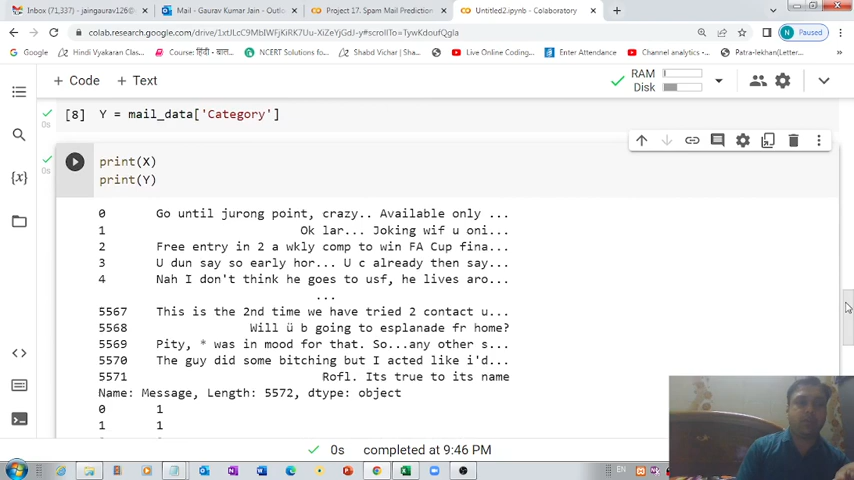 Inbox (71,337) - jaingaurav126@
Mail - Gaurav Kumar Jain - Outlo
Project 17. Spam Mail Prediction
Untitled2.ipynb - Colaboratory
colab.research.google.com/drive/1xtJLcC9MblWFjKiRK7Uu-XiZeYjGdJ-y#scrollTo=TywKdoufQgla
N Paused
Google
Hindi Vyakaran Clas...
Course: हिंदी - बाल...
NCERT Solutions for...
Shabd Vichar | Sha...
Live Online Coding...
Enter Attendance
Channel analytics -...
Patra-lekhan(Letter...
+ Code + Text
RAM
Disk
[8] Y = mail_data['Category']
0s
print(X)
print(Y)
0s
0 Go until jurong point, crazy.. Available only ...
1 Ok lar... Joking wif u oni...
2 Free entry in 2 a wkly comp to win FA Cup fina...
3 U dun say so early hor... U c already then say...
4 Nah I don't think he goes to usf, he lives aro...
...
5567 This is the 2nd time we have tried 2 contact u...
5568 Will ü b going to esplanade fr home?
5569 Pity, * was in mood for that. So...any other s...
5570 The guy did some bitching but I acted like i'd...
5571 Rofl. Its true to its name
Name: Message, Length: 5572, dtype: object
0 1
1 1
0s completed at 9:46 PM
EN